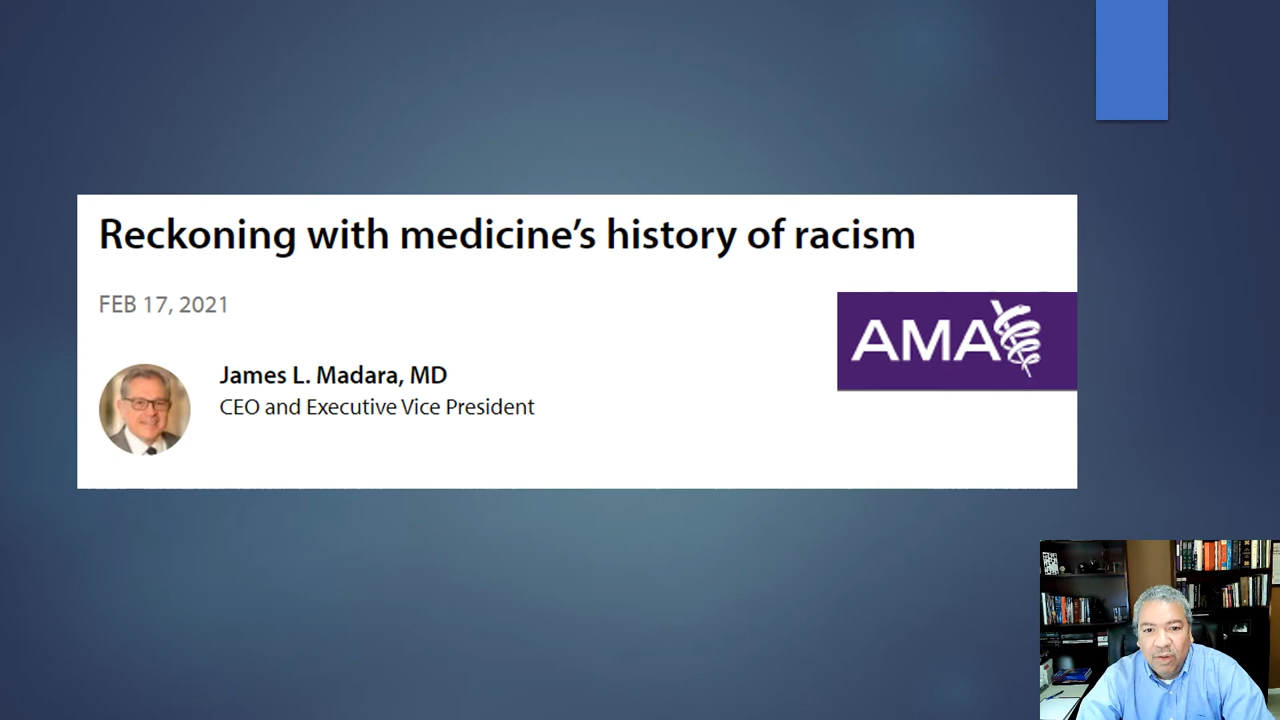 Reckoning with medicine’s history of racism
FEB 17, 2021
AMA
James L. Madara, MD
CEO and Executive Vice President